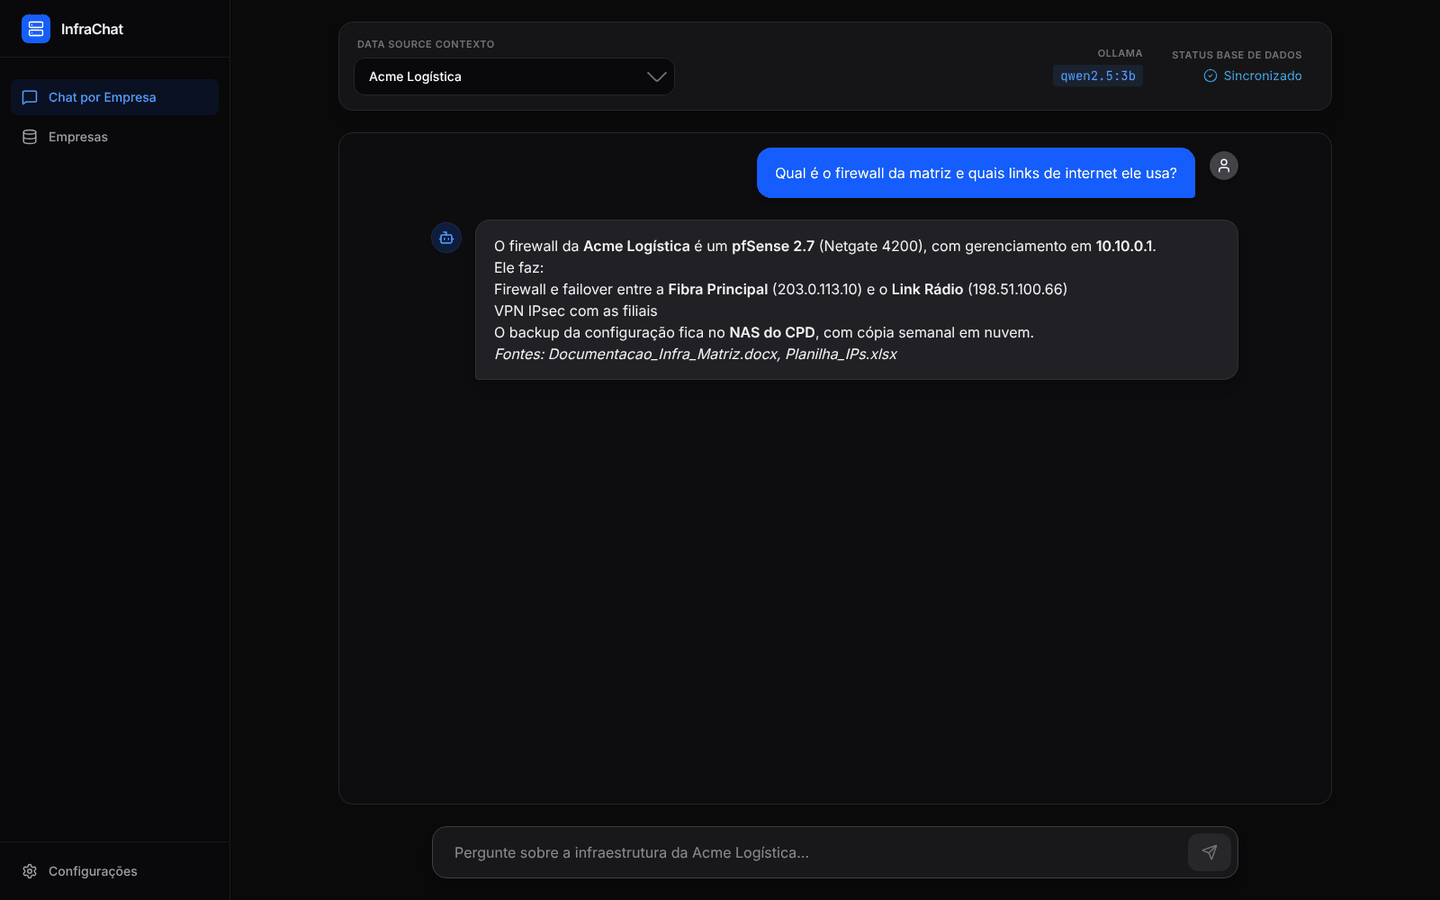 InfraChat
Chat por Empresa
Empresas
Configurações
DATA SOURCE CONTEXTO
Acme Logística
OLLAMA
qwen2.5:3b
STATUS BASE DE DADOS
Sincronizado
Qual é o firewall da matriz e quais links de internet ele usa?
O firewall da Acme Logística é um pfSense 2.7 (Netgate 4200), com gerenciamento em 10.10.0.1.
Ele faz:
Firewall e failover entre a Fibra Principal (203.0.113.10) e o Link Rádio (198.51.100.66)
VPN IPsec com as filiais
O backup da configuração fica no NAS do CPD, com cópia semanal em nuvem.
Fontes: Documentacao_Infra_Matriz.docx, Planilha_IPs.xlsx
Pergunte sobre a infraestrutura da Acme Logística...